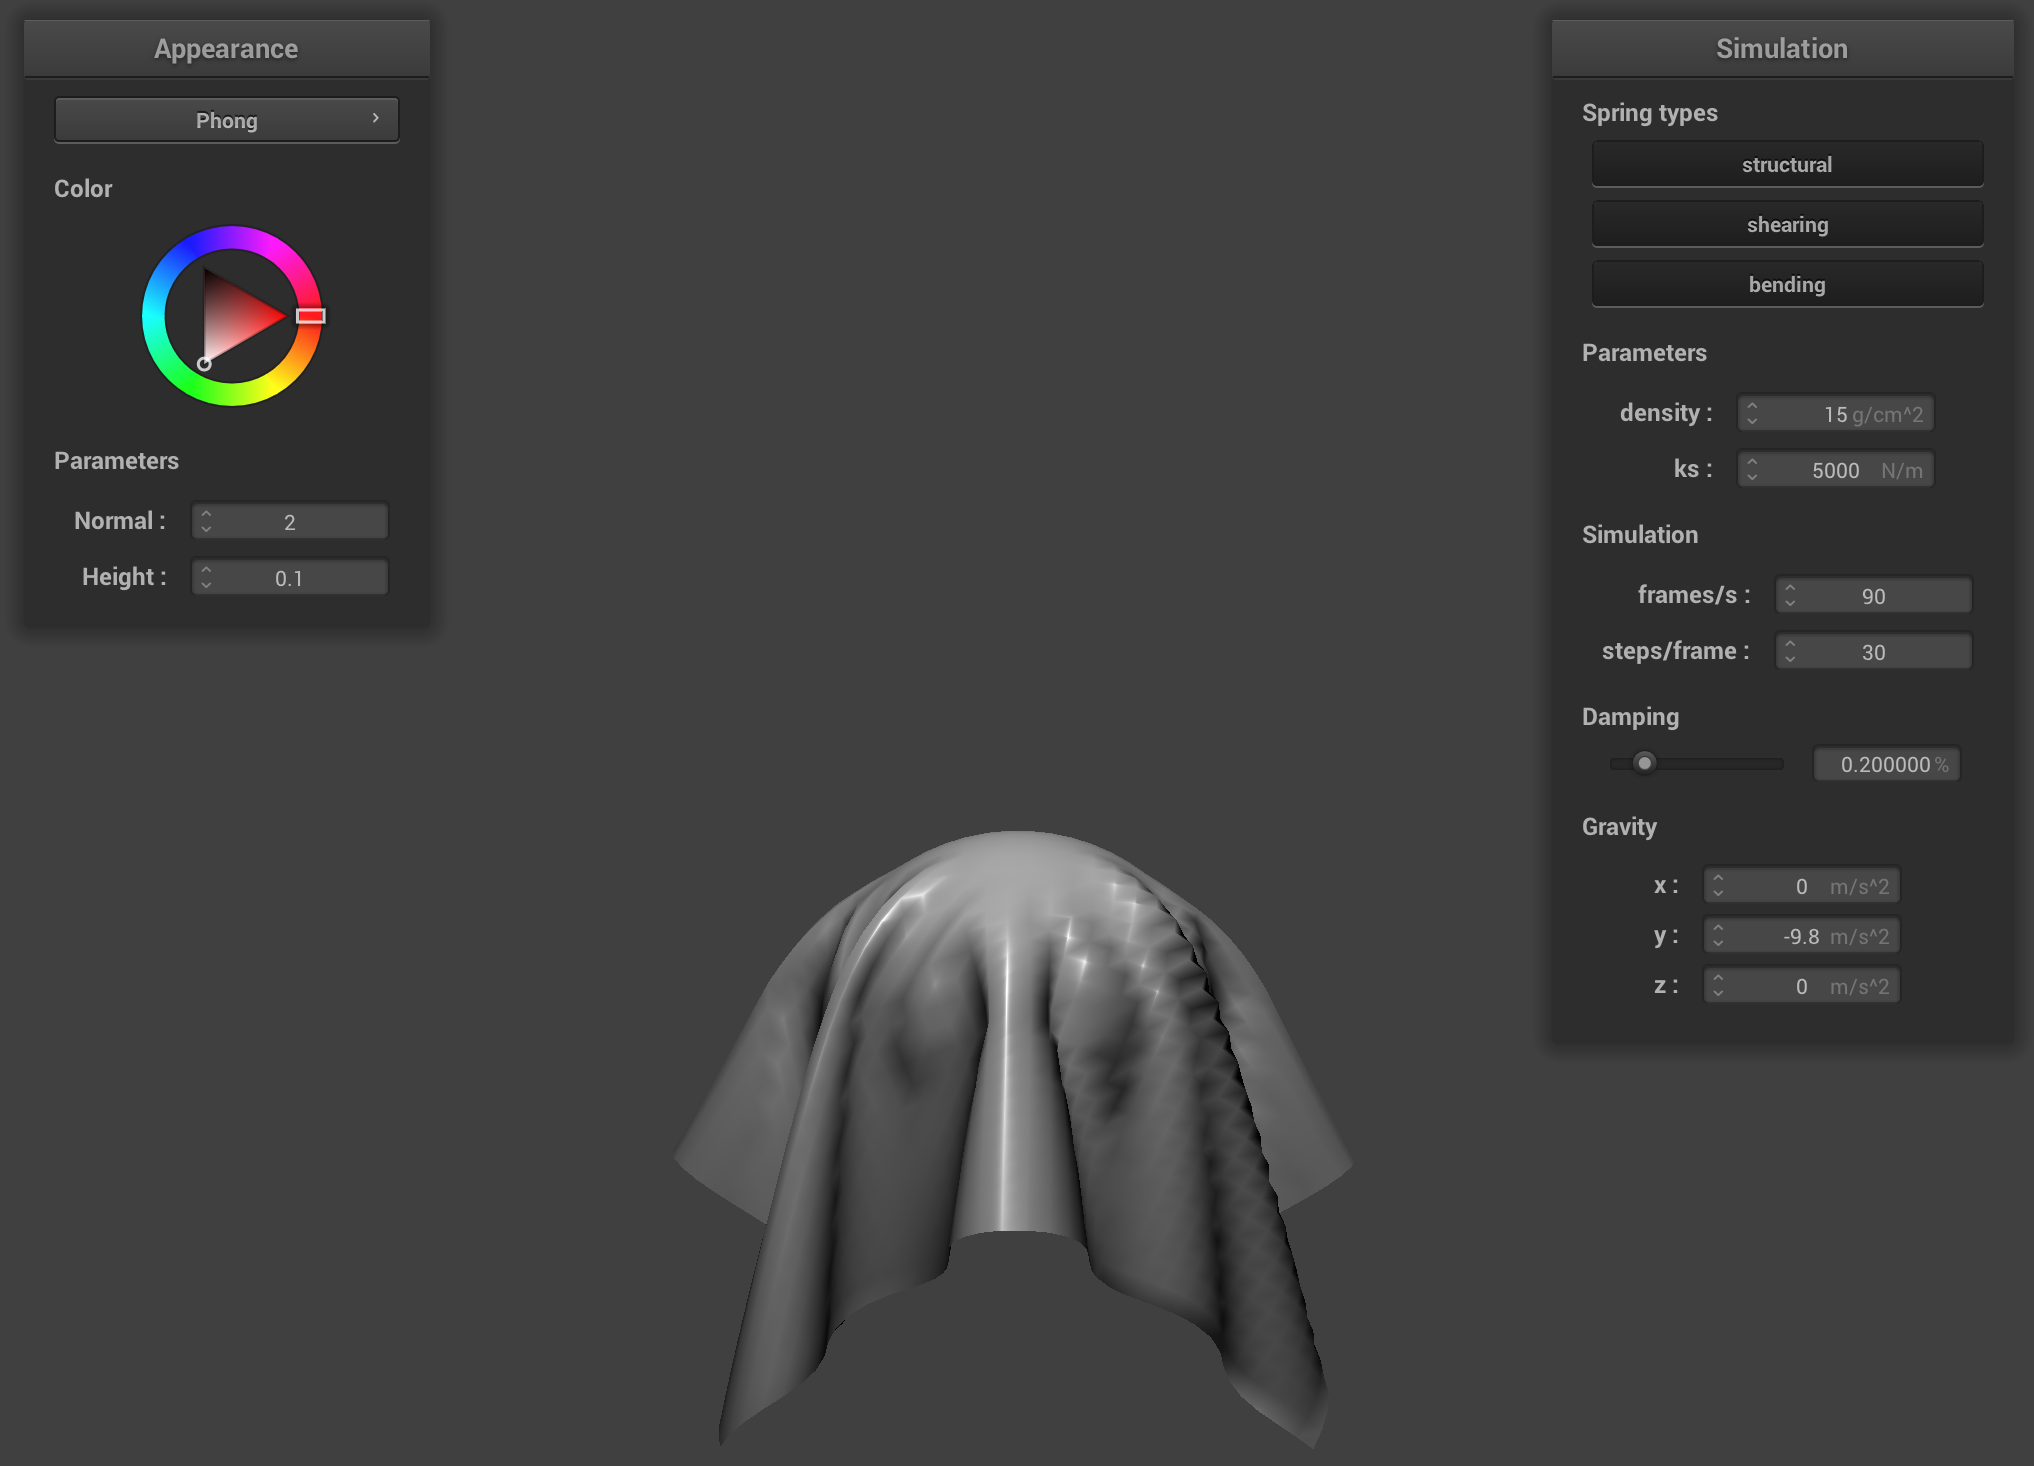 Appearance
Phong
Color
Parameters
Normal : 2
Height : 0.1
Simulation
Spring types
structural
shearing
bending
Parameters
density : 15 g/cm^2
ks : 5000 N/m
Simulation
frames/s : 90
steps/frame : 30
Damping
0.200000 %
Gravity
x : 0 m/s^2
y : -9.8 m/s^2
z : 0 m/s^2